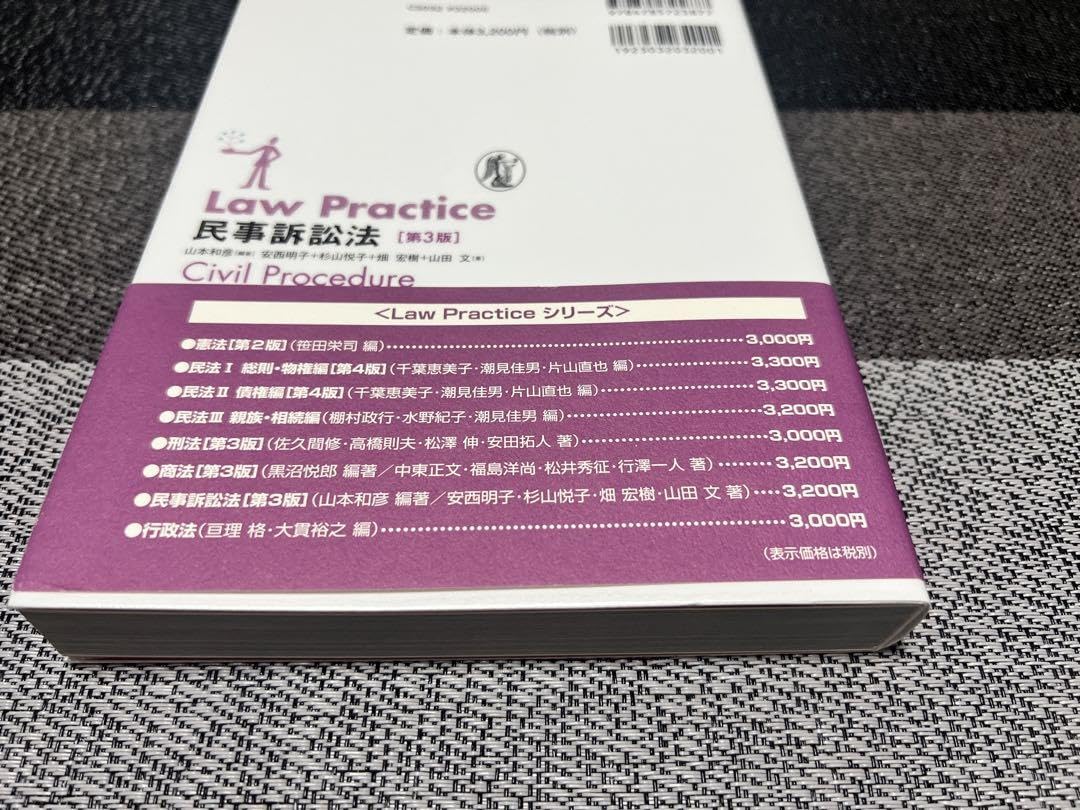 C3032 ¥3200E
定価：本体3,200円（税別）
9784785723877
1923032032001
Law Practice
民事訴訟法［第3版］
山本和彦［編著］ 安西明子＋杉山悦子＋畑 宏樹＋山田 文［著］
Civil Procedure
＜Law Practice シリーズ＞
●憲法［第2版］（笹田栄司 編）……………3,000円
●民法Ⅰ 総則・物権編［第4版］（千葉恵美子・潮見佳男・片山直也 編）……………3,300円
●民法Ⅱ 債権編［第4版］（千葉恵美子・潮見佳男・片山直也 編）……………3,300円
●民法Ⅲ 親族・相続編（棚村政行・水野紀子・潮見佳男 編）……………3,200円
●刑法［第3版］（佐久間修・高橋則夫・松澤 伸・安田拓人 著）……………3,000円
●商法［第3版］（黒沼悦郎 編著／中東正文・福島洋尚・松井秀征・行澤一人 著）………3,200円
●民事訴訟法［第3版］（山本和彦 編著／安西明子・杉山悦子・畑 宏樹・山田 文 著）‥‥3,200円
●行政法（亘理 格・大貫裕之 編）……………3,000円
（表示価格は税別）